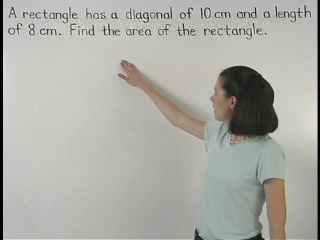 A rectangle has a diagonal of 10 cm and a length
of 8 cm. Find the area of the rectangle.